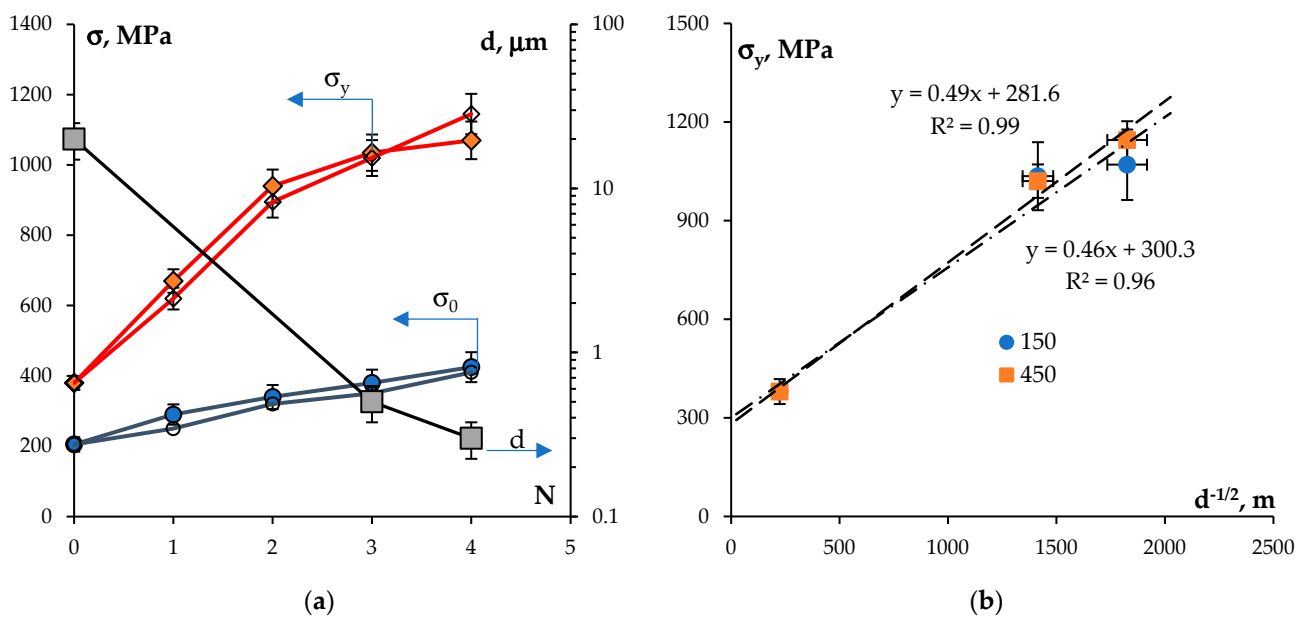 σ, MPa
d, μm
1400
1200
1000
800
600
400
200
0
100
10
1
0.1
σy
σ0
d
N
0 1 2 3 4 5
(a)
σy, MPa
1500
1200
900
600
300
0
y = 0.49x + 281.6
R² = 0.99
y = 0.46x + 300.3
R² = 0.96
150
450
d-1/2, m
0 500 1000 1500 2000 2500
(b)